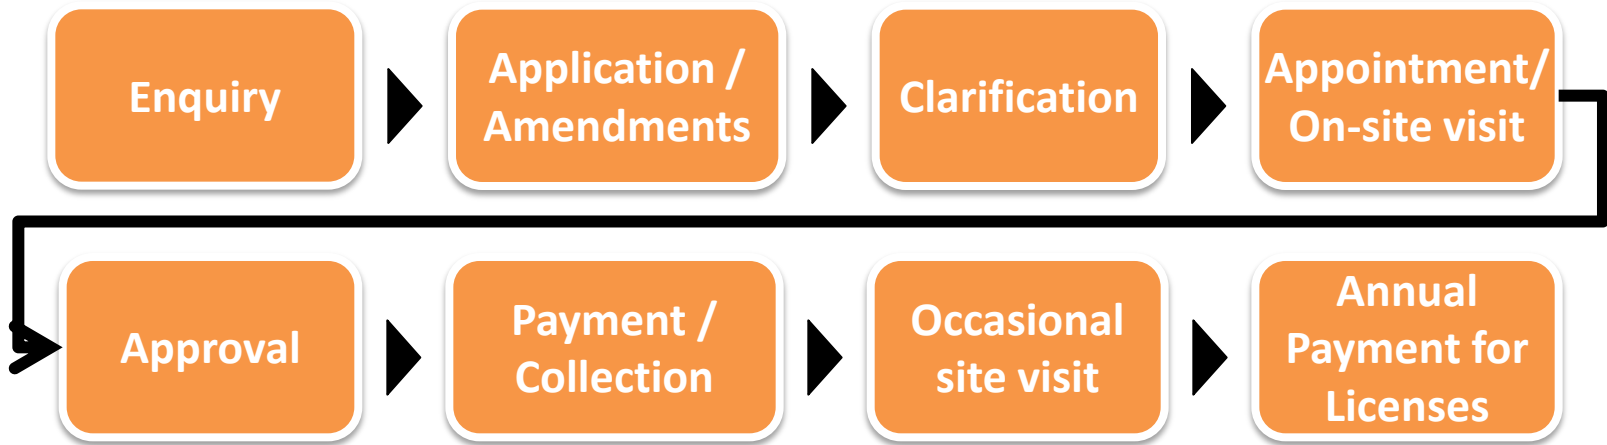 Enquiry
Application /
Amendments
Clarification
Appointment/
On-site visit
Approval
Payment /
Collection
Occasional
site visit
Annual
Payment for
Licenses